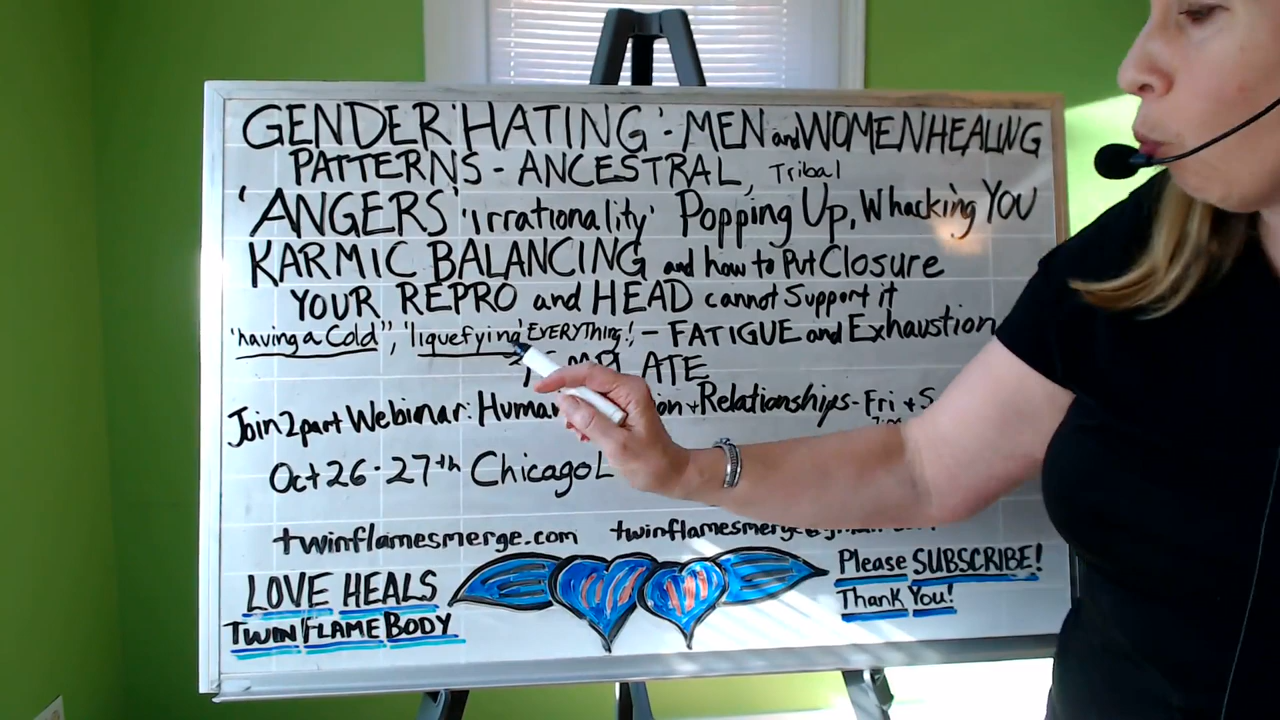 'GENDER 'HATING' - MEN and WOMEN HEALING
PATTERNS - ANCESTRAL, Tribal
'ANGERS' 'irrationality' Popping Up, Whacking YOU
KARMIC BALANCING and how to Put Closure
YOUR REPRO and HEAD cannot Support it
'having a Cold", 'liquefying' EVERYTHING! - FATIGUE and Exhaustion
Join 2 part Webinar: Relationships - Fri +
Oct 26 - 27th Chicago
twinflamesmerge.com
LOVE HEALS
TWIN FLAME BODY
Please SUBSCRIBE!
Thank You!